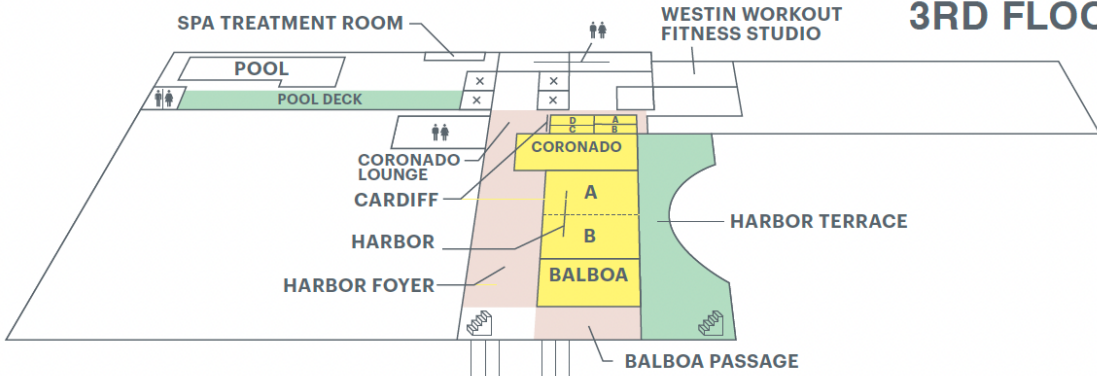 SPA TREATMENT ROOM
WESTIN WORKOUT
FITNESS STUDIO
3RD FLOO
POOL
POOL DECK
D A
C B
CORONADO
CORONADO
LOUNGE
CARDIFF
A
HARBOR
B
HARBOR TERRACE
HARBOR FOYER
BALBOA
BALBOA PASSAGE